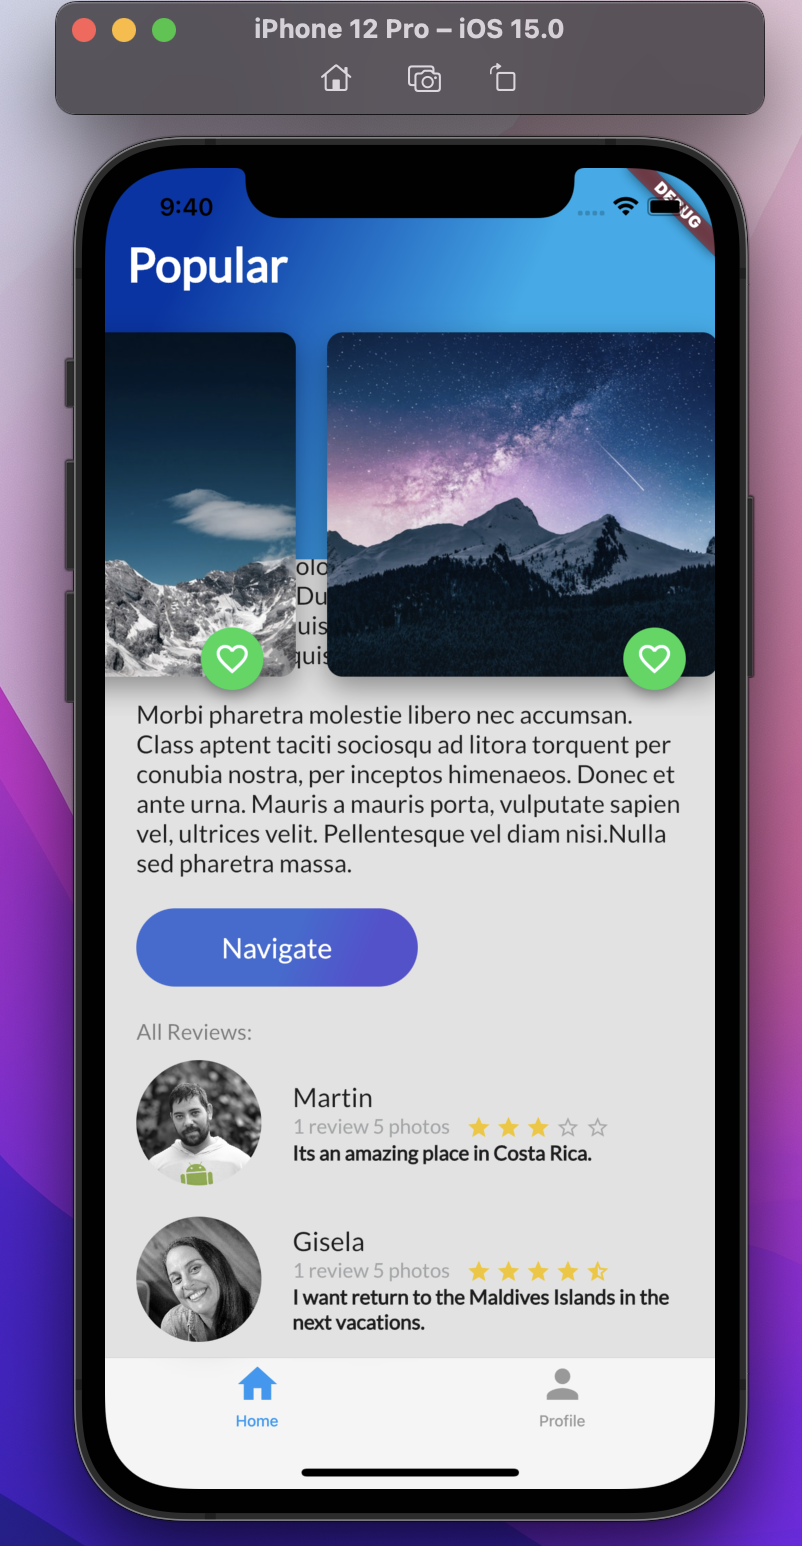 iPhone 12 Pro – iOS 15.0
9:40
DEBUG
Popular
Morbi pharetra molestie libero nec accumsan.
Class aptent taciti sociosqu ad litora torquent per
conubia nostra, per inceptos himenaeos. Donec et
ante urna. Mauris a mauris porta, vulputate sapien
vel, ultrices velit. Pellentesque vel diam nisi.Nulla
sed pharetra massa.
Navigate
All Reviews:
Martin
1 review 5 photos
Its an amazing place in Costa Rica.
Gisela
1 review 5 photos
I want return to the Maldives Islands in the
next vacations.
Home
Profile